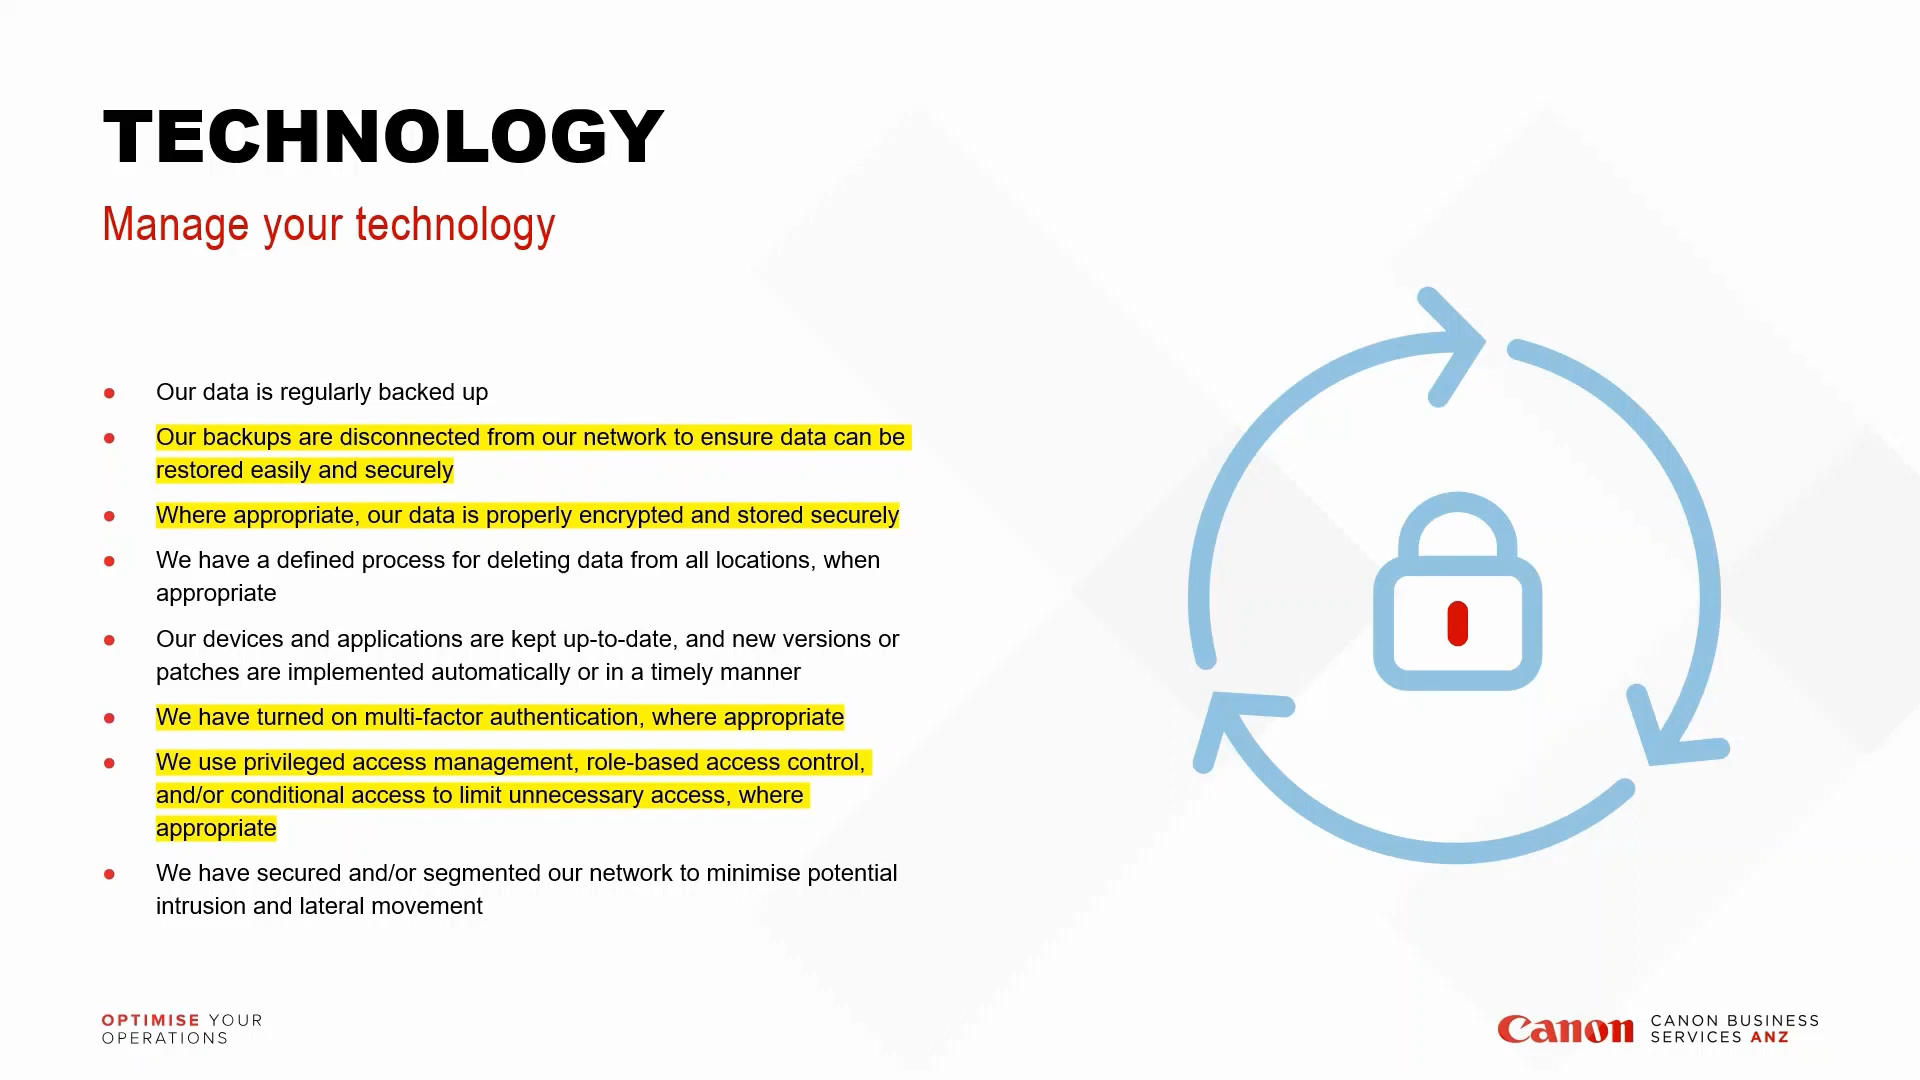 TECHNOLOGY
Manage your technology
● Our data is regularly backed up
● Our backups are disconnected from our network to ensure data can be
restored easily and securely
● Where appropriate, our data is properly encrypted and stored securely
● We have a defined process for deleting data from all locations, when
appropriate
● Our devices and applications are kept up-to-date, and new versions or
patches are implemented automatically or in a timely manner
● We have turned on multi-factor authentication, where appropriate
● We use privileged access management, role-based access control,
and/or conditional access to limit unnecessary access, where
appropriate
● We have secured and/or segmented our network to minimise potential
intrusion and lateral movement
OPTIMISE YOUR
OPERATIONS
Canon
CANON BUSINESS
SERVICES ANZ